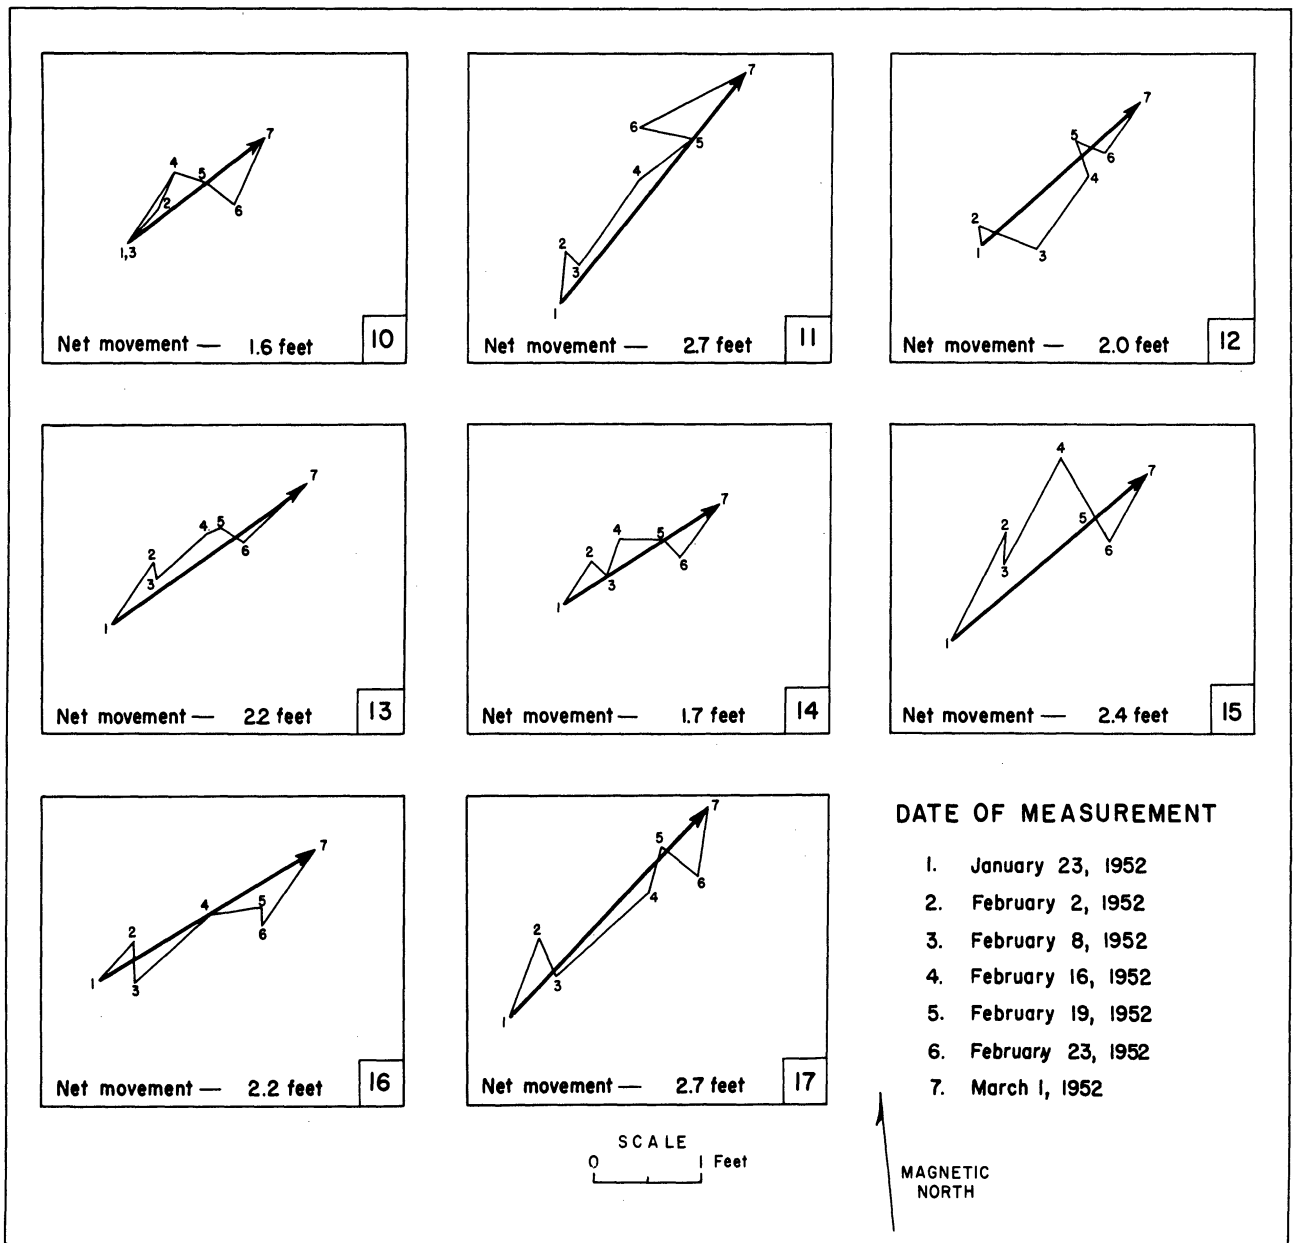 7
4
5
2
6
1,3
Net movement — 1.6 feet 10
7
6
5
4
2
3
1
Net movement — 2.7 feet 11
7
5
6
4
2
1
3
Net movement — 2.0 feet 12
7
4 5
6
2
3
1
Net movement — 2.2 feet 13
7
4 5
2
6
3
1
Net movement — 1.7 feet 14
4
7
2
5
6
3
1
Net movement — 2.4 feet 15
7
4 5
2
6
1
3
Net movement — 2.2 feet 16
7
5
6
4
2
3
1
Net movement — 2.7 feet 17
DATE OF MEASUREMENT
1. January 23, 1952
2. February 2, 1952
3. February 8, 1952
4. February 16, 1952
5. February 19, 1952
6. February 23, 1952
7. March 1, 1952
SCALE
0 1 Feet
MAGNETIC
NORTH